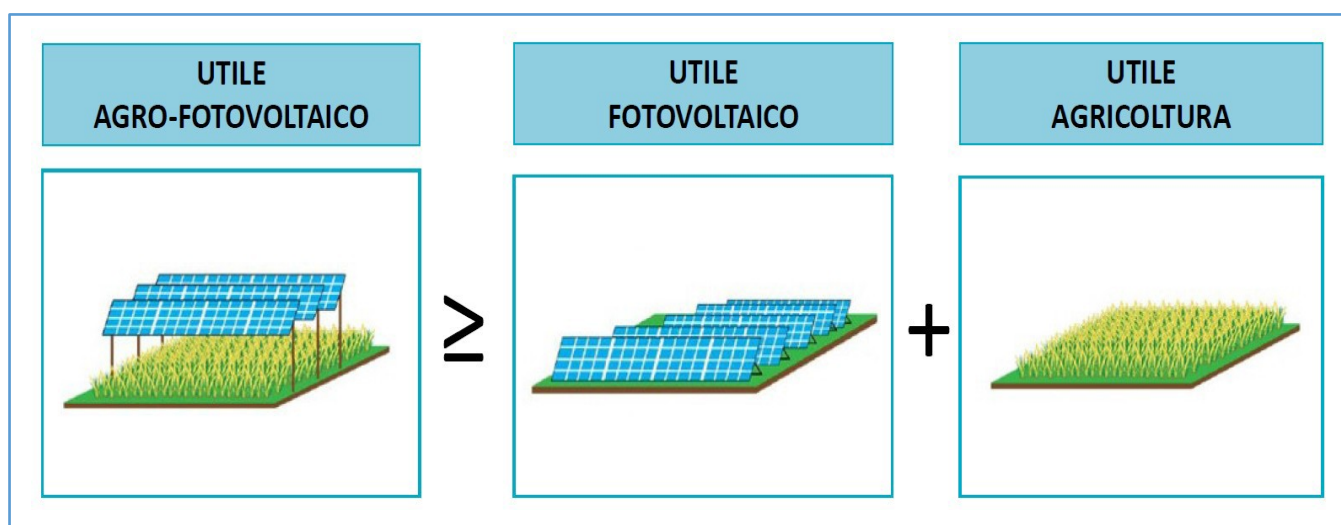 UTILE
AGRO-FOTOVOLTAICO
UTILE
FOTOVOLTAICO
UTILE
AGRICOLTURA
≥
+